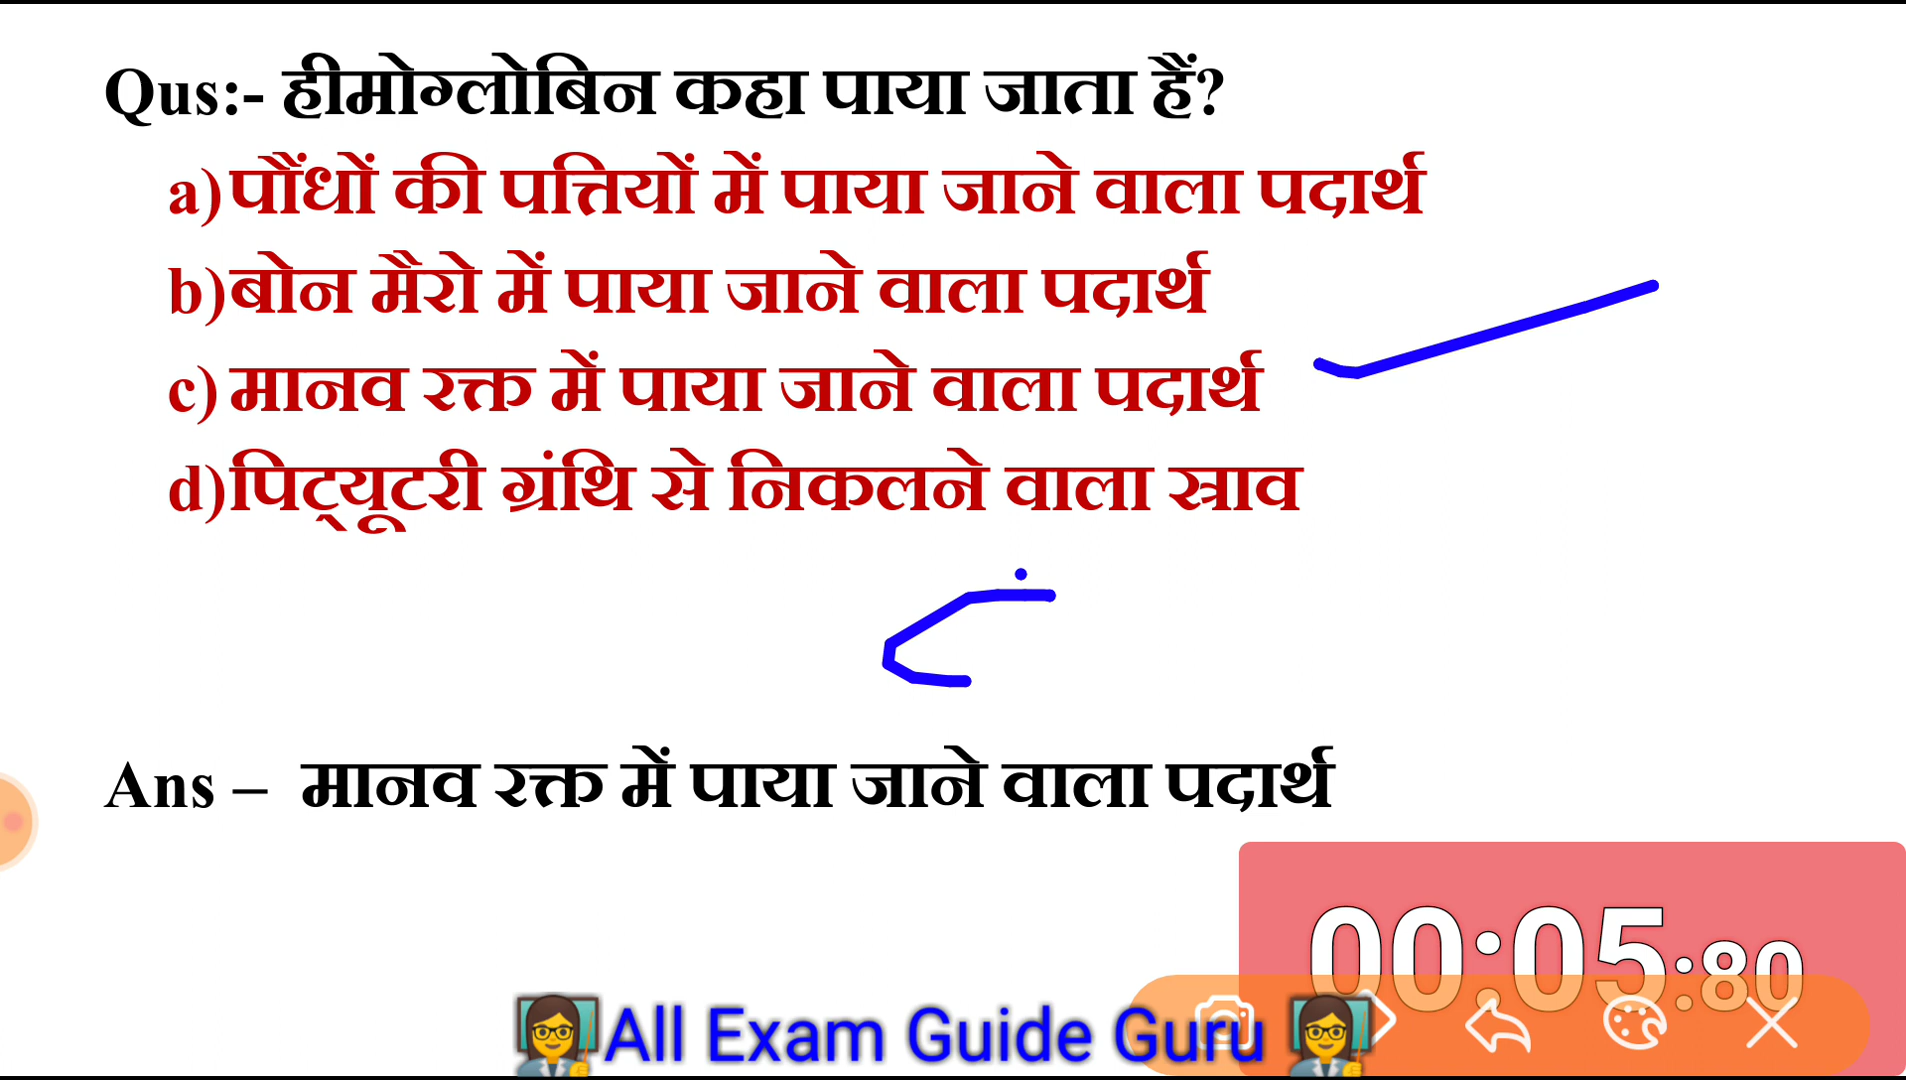 Qus:- हीमोग्लोबिन कहा पाया जाता हैं?
a) पौंधों की पत्तियों में पाया जाने वाला पदार्थ
b) बोन मैरो में पाया जाने वाला पदार्थ
c) मानव रक्त में पाया जाने वाला पदार्थ
d) पिट्यूटरी ग्रंथि से निकलने वाला स्राव
c
Ans – मानव रक्त में पाया जाने वाला पदार्थ
00:05:80
All Exam Guide Guru